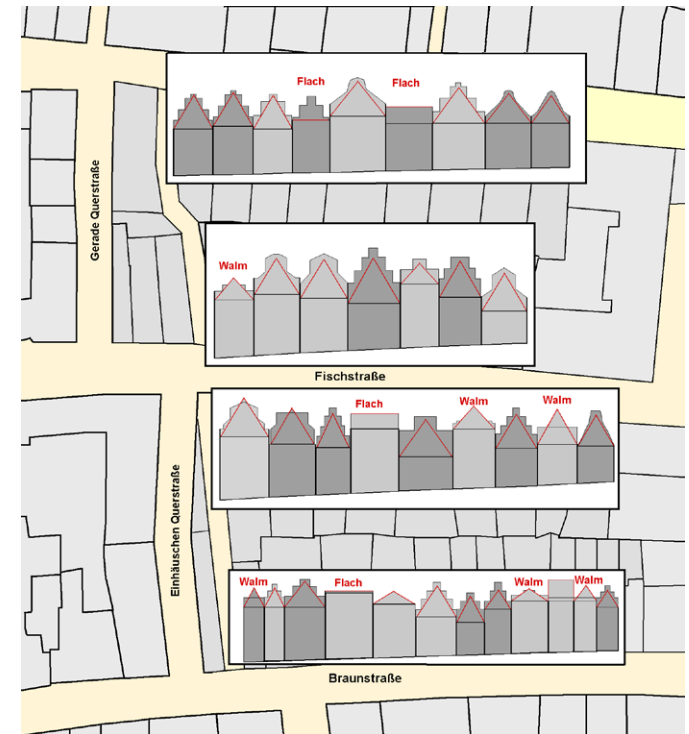 Flach
Flach
Gerade Querstraße
Walm
Fischstraße
Flach
Walm
Walm
Einhäuschen Querstraße
Walm
Flach
Walm
Walm
Braunstraße